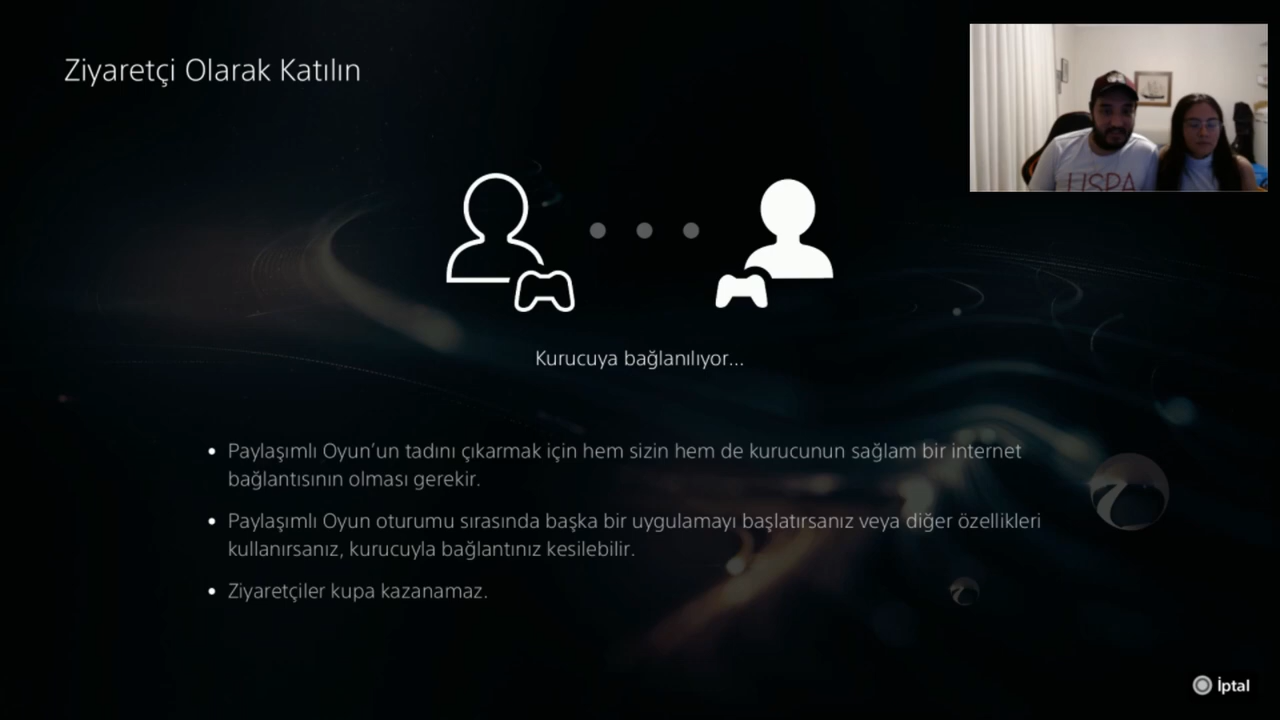 Ziyaretçi Olarak Katılın
USPA
Kurucuya bağlanılıyor...
• Paylaşımlı Oyun'un tadını çıkarmak için hem sizin hem de kurucunun sağlam bir internet
bağlantısının olması gerekir.
• Paylaşımlı Oyun oturumu sırasında başka bir uygulamayı başlatırsanız veya diğer özellikleri
kullanırsanız, kurucuyla bağlantınız kesilebilir.
• Ziyaretçiler kupa kazanamaz.
İptal